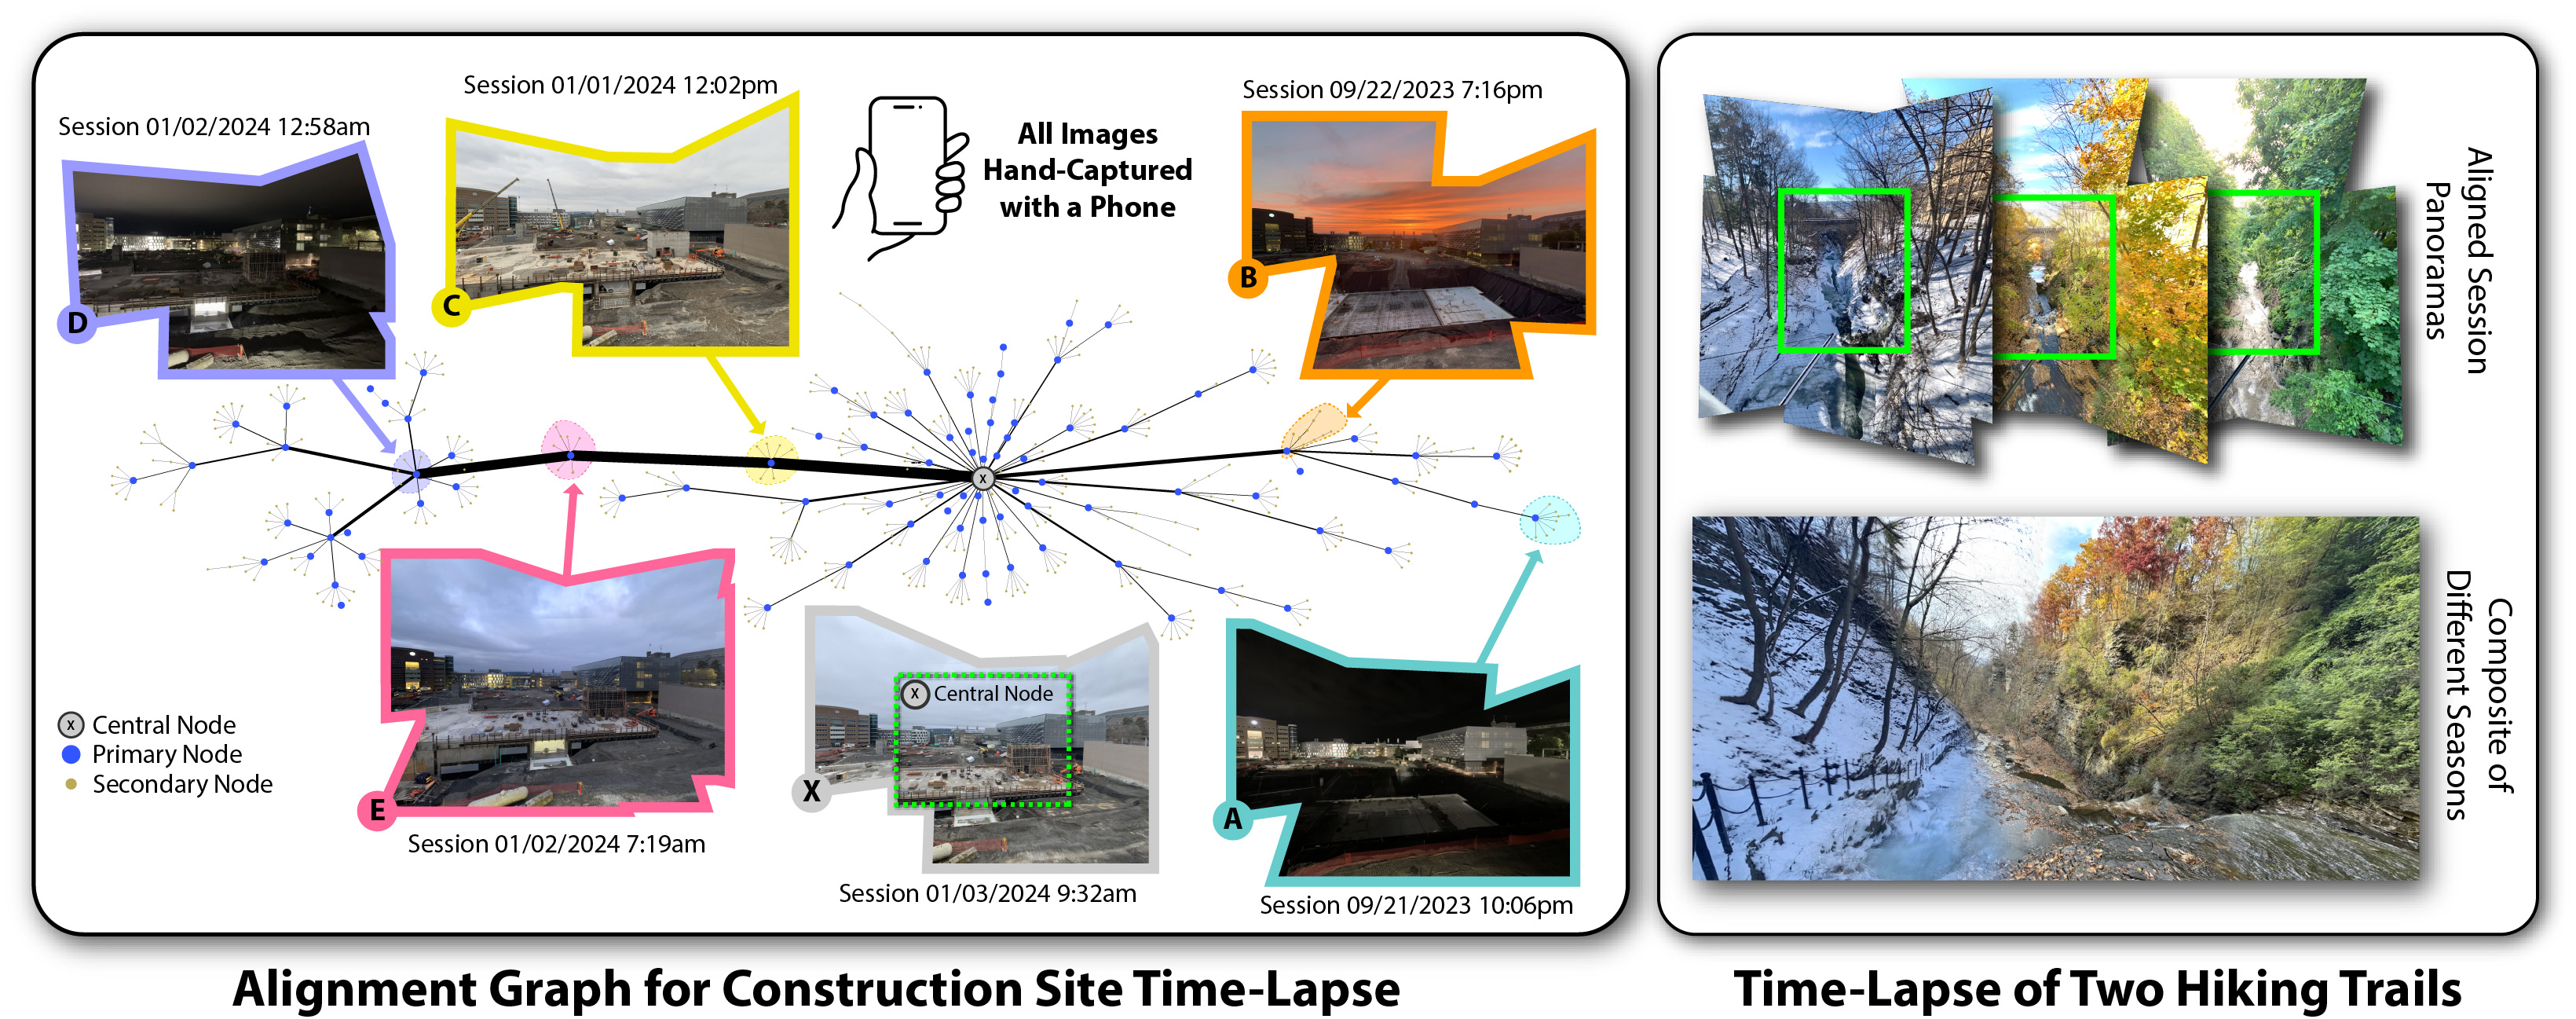 Session 01/02/2024 12:58am
D
Session 01/01/2024 12:02pm
C
All Images
Hand-Captured
with a Phone
Session 09/22/2023 7:16pm
B
X
E
Session 01/02/2024 7:19am
X Central Node
X
Session 01/03/2024 9:32am
A
Session 09/21/2023 10:06pm
X Central Node
Primary Node
Secondary Node
Alignment Graph for Construction Site Time-Lapse
Aligned Session
Panoramas
Composite of
Different Seasons
Time-Lapse of Two Hiking Trails